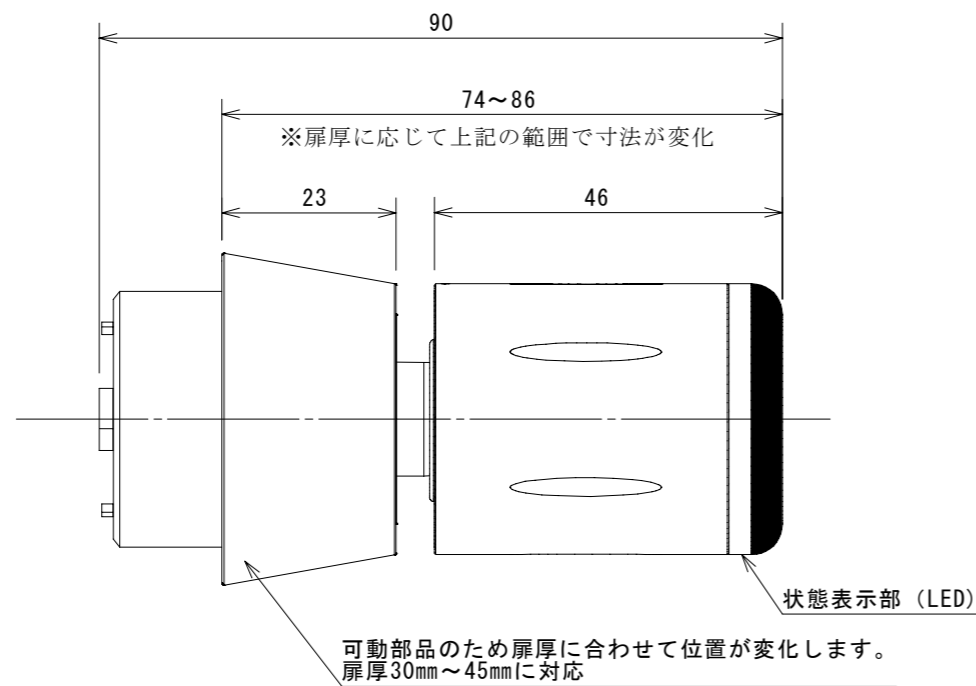 90
74～86
※扉厚に応じて上記の範囲で寸法が変化
23
46
状態表示部 (LED)
可動部品のため扉厚に合わせて位置が変化します。
扉厚30mm～45mmに対応